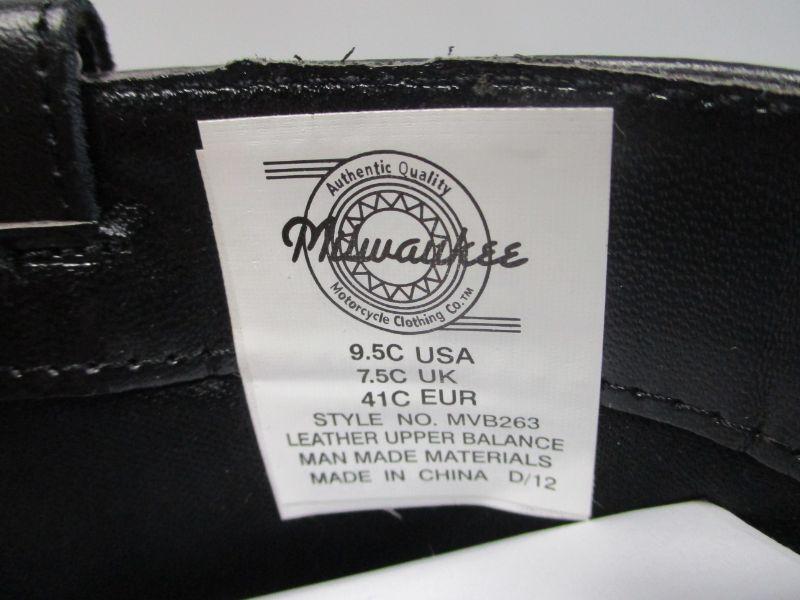 Authentic Quality
Milwaukee
Motorcycle Clothing Co.™
9.5C USA
7.5C UK
41C EUR
STYLE NO. MVB263
LEATHER UPPER BALANCE
MAN MADE MATERIALS
MADE IN CHINA D/12